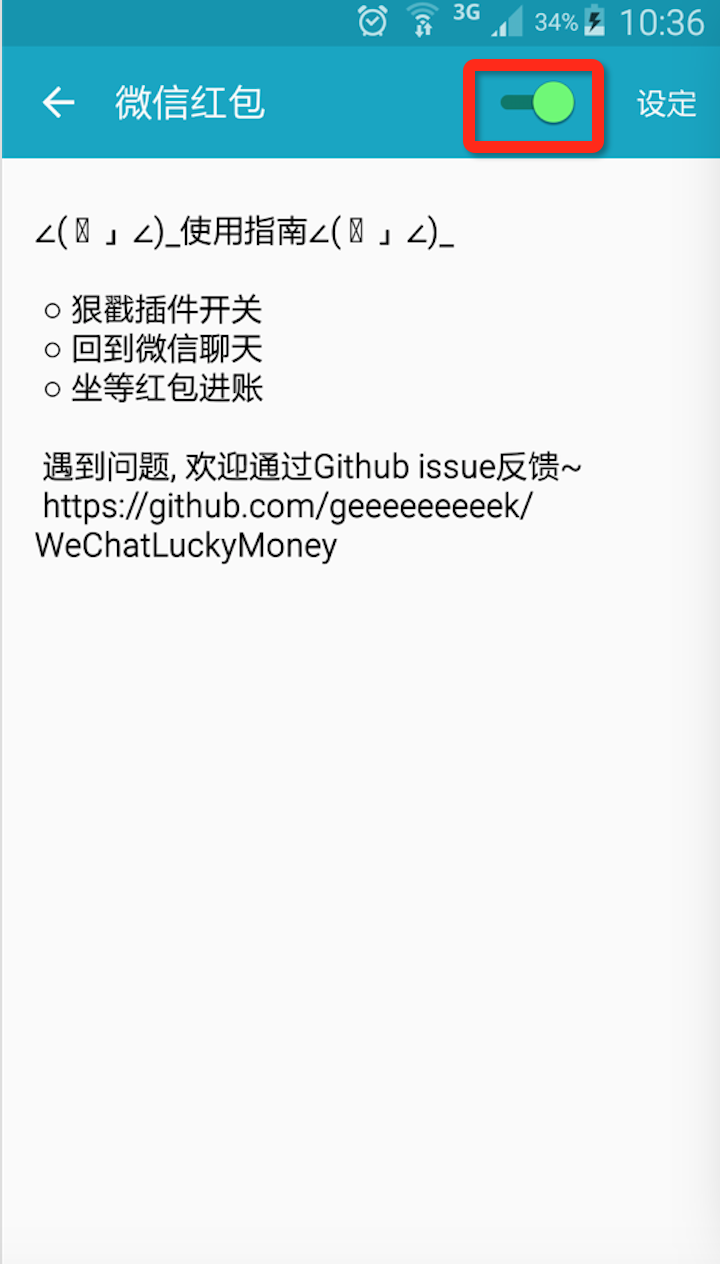 3G 34% 10:36
微信红包 设定
∠( 」∠)_使用指南∠( 」∠)_
○ 狠戳插件开关
○ 回到微信聊天
○ 坐等红包进账
遇到问题, 欢迎通过Github issue反馈~
https://github.com/geeeeeeeeek/
WeChatLuckyMoney